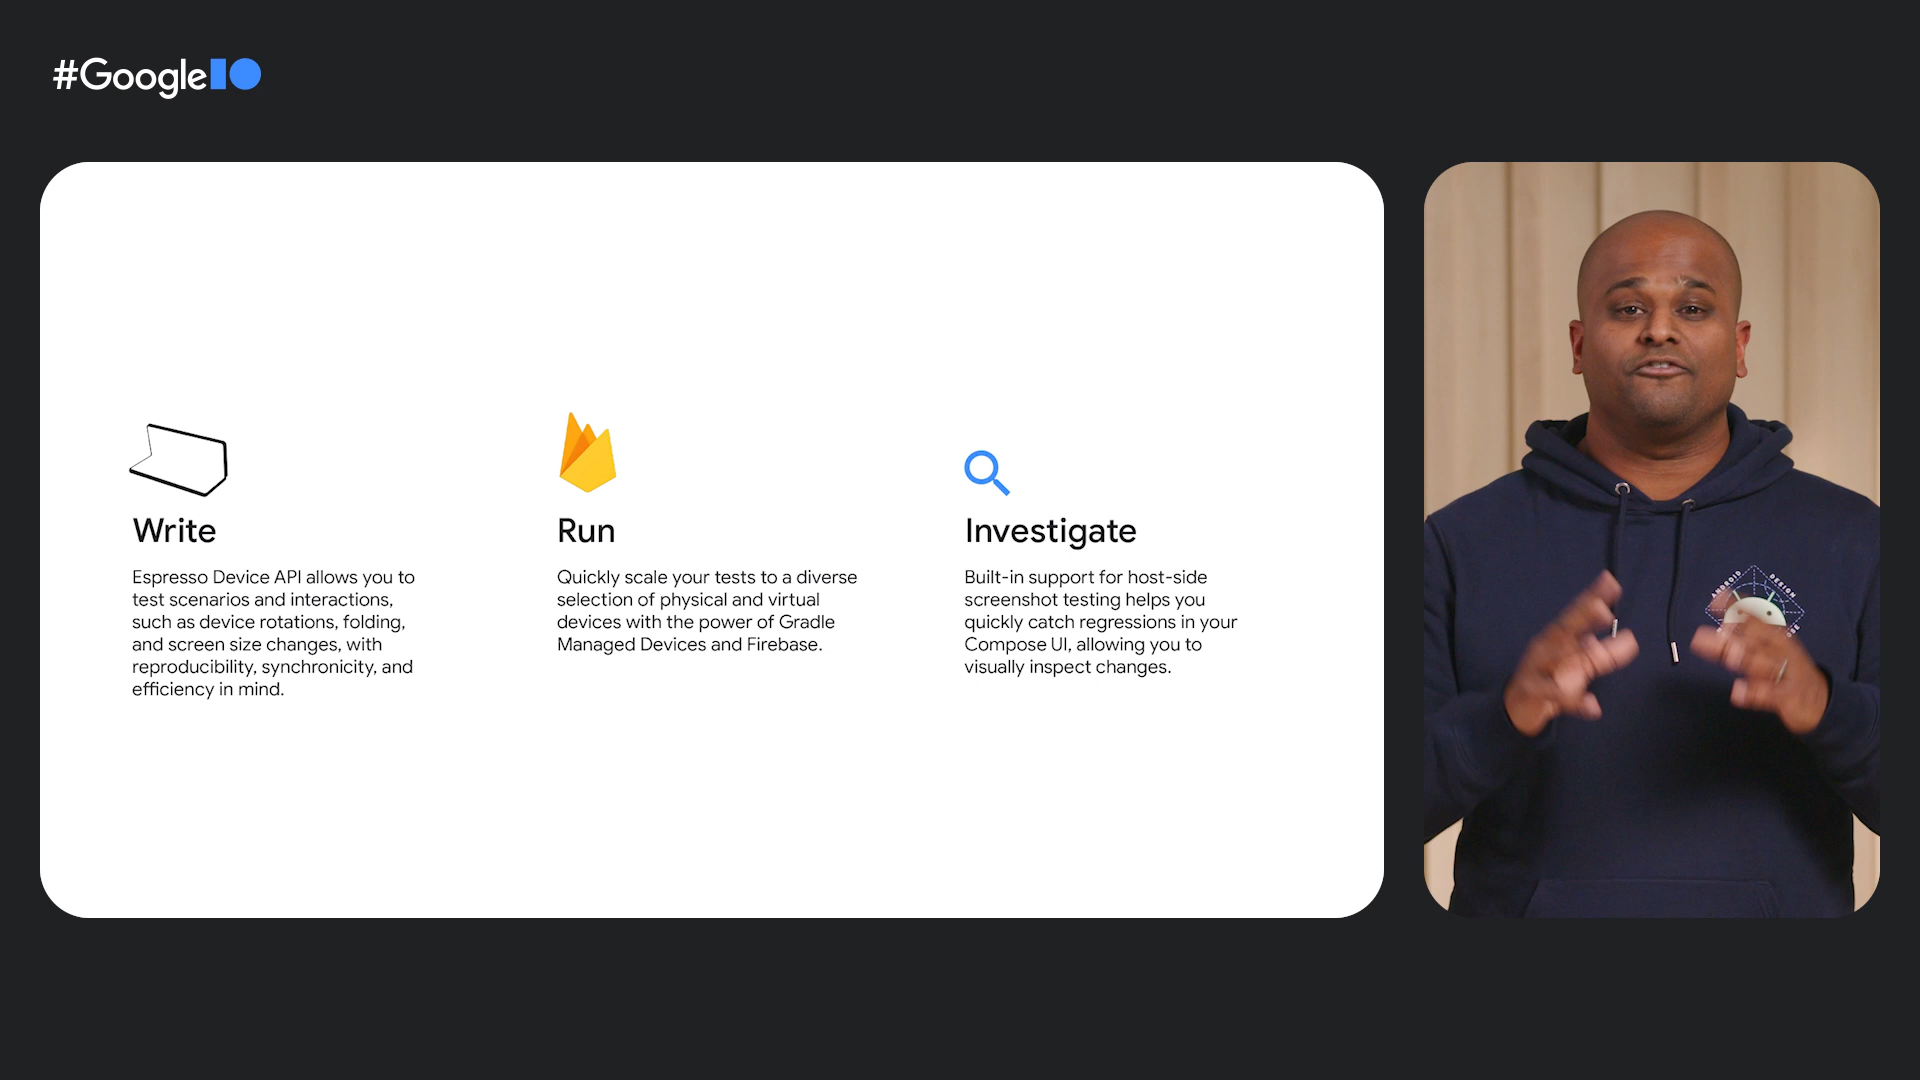 #GoogleIO
Write
Espresso Device API allows you to
test scenarios and interactions,
such as device rotations, folding,
and screen size changes, with
reproducibility, synchronicity, and
efficiency in mind.
Run
Quickly scale your tests to a diverse
selection of physical and virtual
devices with the power of Gradle
Managed Devices and Firebase.
Investigate
Built-in support for host-side
screenshot testing helps you
quickly catch regressions in your
Compose UI, allowing you to
visually inspect changes.
ANDROID
DESIGN